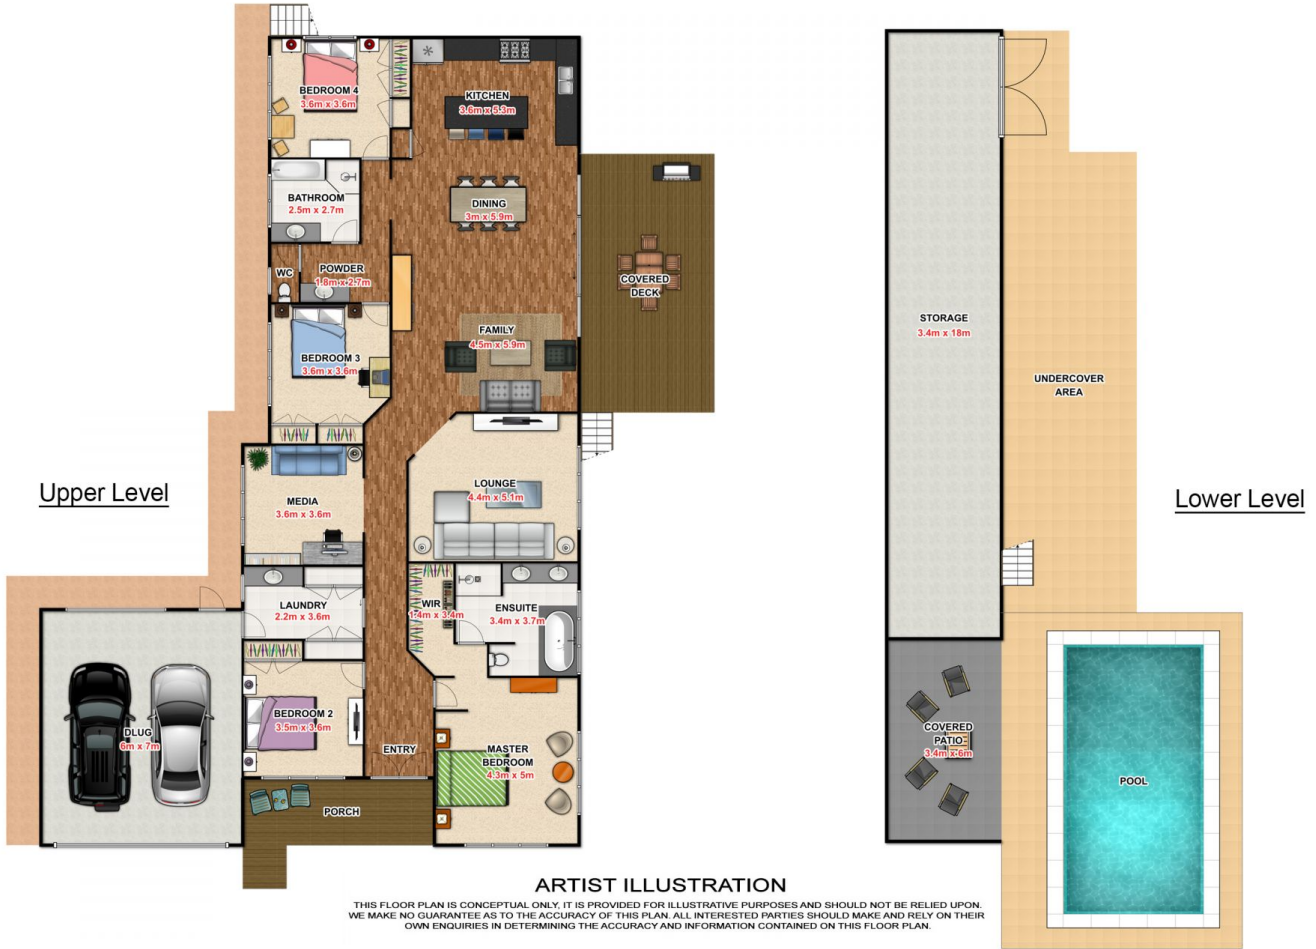 BEDROOM 4
3.6m x 3.6m
KITCHEN
3.6m x 5.3m
BATHROOM
2.5m x 2.7m
DINING
3m x 5.9m
WC
POWDER
1.8m x 2.7m
COVERED
DECK
BEDROOM 3
3.6m x 3.6m
FAMILY
4.5m x 5.9m
Upper Level
MEDIA
3.6m x 3.6m
LOUNGE
4.4m x 5.1m
LAUNDRY
2.2m x 3.6m
WIR
1.4m x 3.4m
ENSUITE
3.4m x 3.7m
BEDROOM 2
3.5m x 3.6m
DLUG
6m x 7m
ENTRY
MASTER
BEDROOM
4.3m x 5m
PORCH
STORAGE
3.4m x 18m
UNDERCOVER
AREA
Lower Level
COVERED
PATIO
3.4m x 6m
POOL
ARTIST ILLUSTRATION
THIS FLOOR PLAN IS CONCEPTUAL ONLY, IT IS PROVIDED FOR ILLUSTRATIVE PURPOSES AND SHOULD NOT BE RELIED UPON.
WE MAKE NO GUARANTEE AS TO THE ACCURACY OF THIS PLAN. ALL INTERESTED PARTIES SHOULD MAKE AND RELY ON THEIR
OWN ENQUIRIES IN DETERMINING THE ACCURACY AND INFORMATION CONTAINED ON THIS FLOOR PLAN.